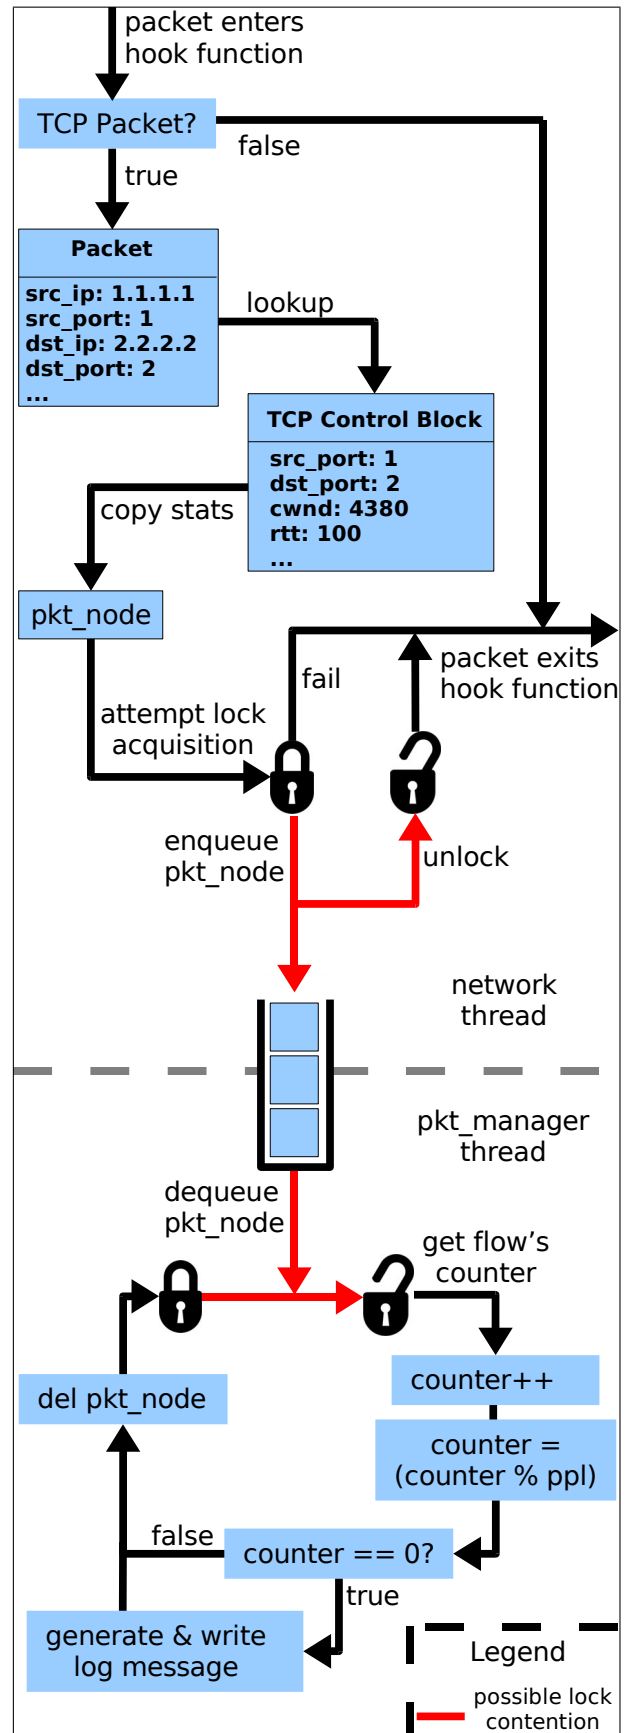 packet enters
hook function
TCP Packet?
false
true
Packet
src_ip: 1.1.1.1
src_port: 1
dst_ip: 2.2.2.2
dst_port: 2
...
lookup
TCP Control Block
src_port: 1
dst_port: 2
cwnd: 4380
rtt: 100
...
copy stats
pkt_node
packet exits
hook function
fail
attempt lock
acquisition
enqueue
pkt_node
unlock
network
thread
pkt_manager
thread
dequeue
pkt_node
get flow’s
counter
del pkt_node
counter++
counter =
(counter % ppl)
false
counter == 0?
true
generate & write
log message
Legend
possible lock
contention